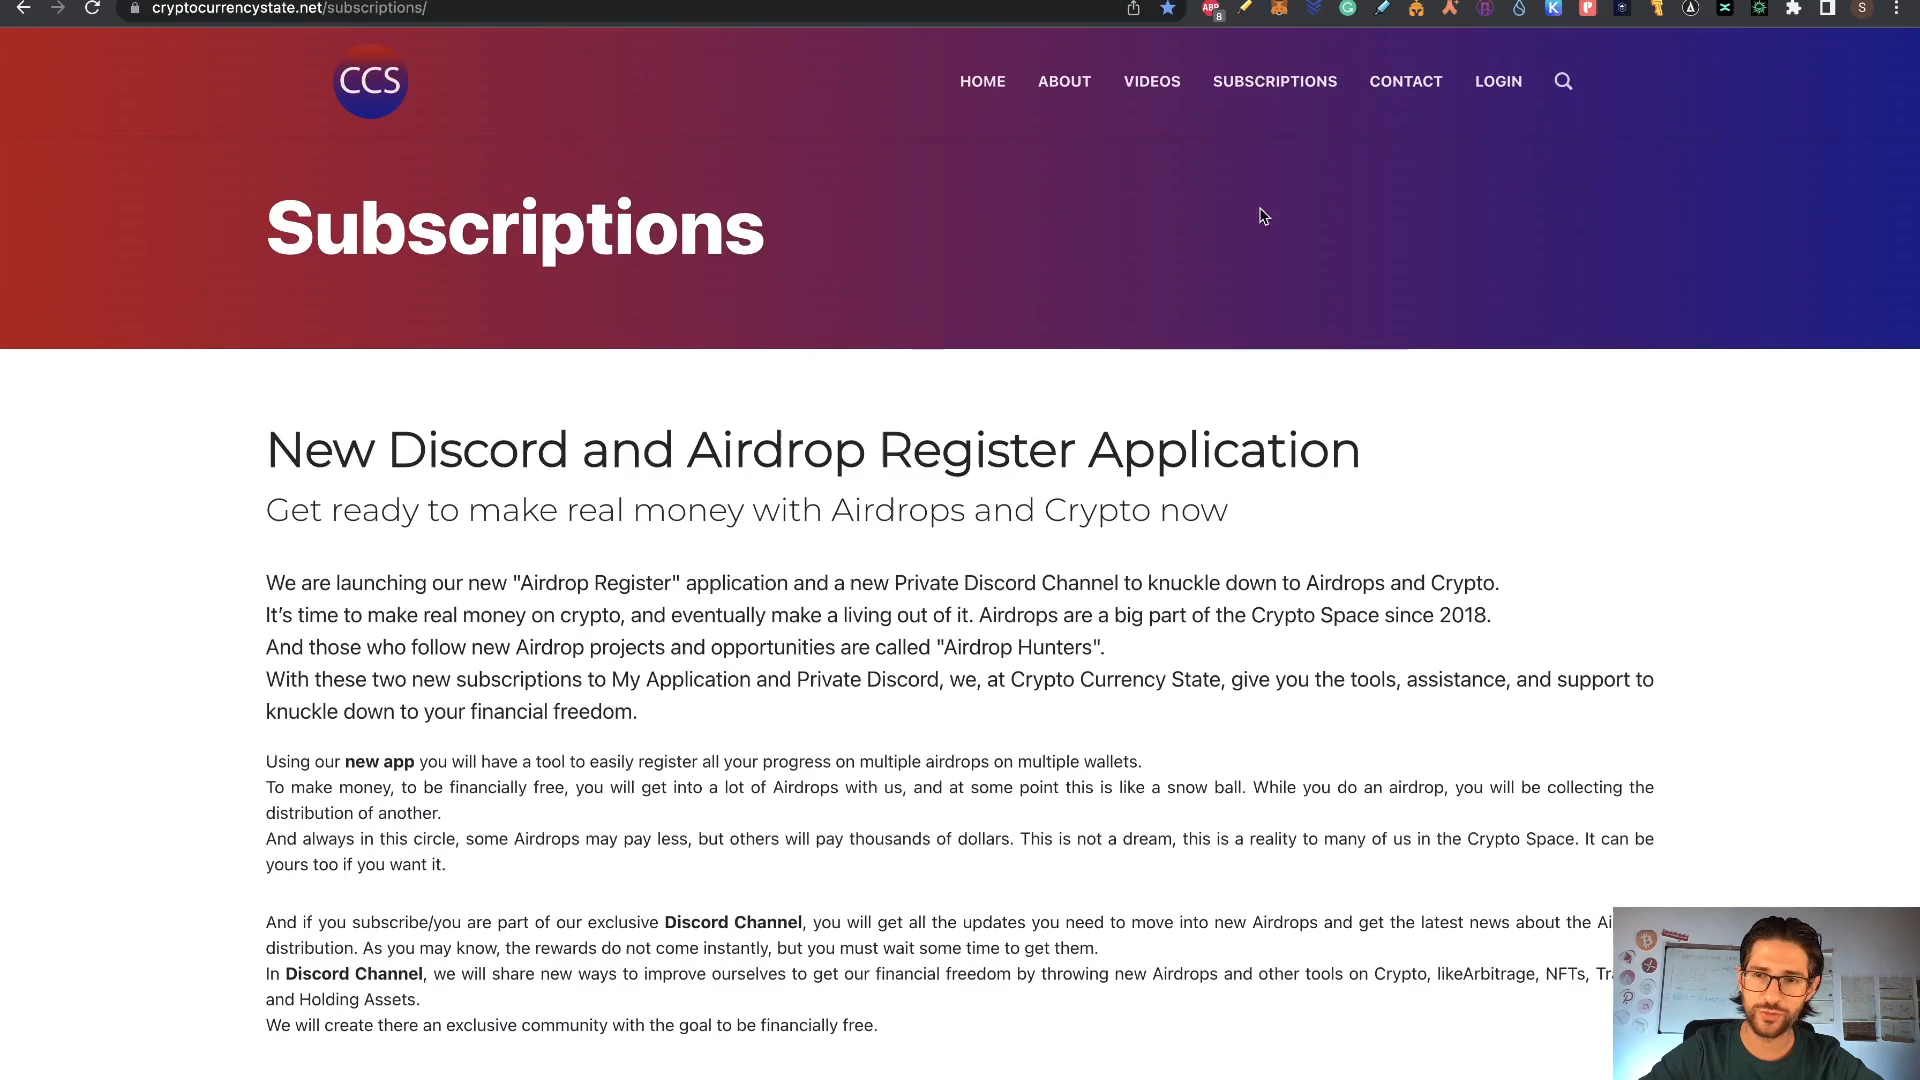 cryptocurrencystate.net/subscriptions/
ABP
8
S
CCS
HOME ABOUT VIDEOS SUBSCRIPTIONS CONTACT LOGIN
Subscriptions
New Discord and Airdrop Register Application
Get ready to make real money with Airdrops and Crypto now
We are launching our new "Airdrop Register" application and a new Private Discord Channel to knuckle down to Airdrops and Crypto.
It's time to make real money on crypto, and eventually make a living out of it. Airdrops are a big part of the Crypto Space since 2018.
And those who follow new Airdrop projects and opportunities are called "Airdrop Hunters".
With these two new subscriptions to My Application and Private Discord, we, at Crypto Currency State, give you the tools, assistance, and support to
knuckle down to your financial freedom.
Using our new app you will have a tool to easily register all your progress on multiple airdrops on multiple wallets.
To make money, to be financially free, you will get into a lot of Airdrops with us, and at some point this is like a snow ball. While you do an airdrop, you will be collecting the
distribution of another.
And always in this circle, some Airdrops may pay less, but others will pay thousands of dollars. This is not a dream, this is a reality to many of us in the Crypto Space. It can be
yours too if you want it.
And if you subscribe/you are part of our exclusive Discord Channel, you will get all the updates you need to move into new Airdrops and get the latest news about the Ai
distribution. As you may know, the rewards do not come instantly, but you must wait some time to get them.
In Discord Channel, we will share new ways to improve ourselves to get our financial freedom by throwing new Airdrops and other tools on Crypto, likeArbitrage, NFTs, Tra
and Holding Assets.
We will create there an exclusive community with the goal to be financially free.